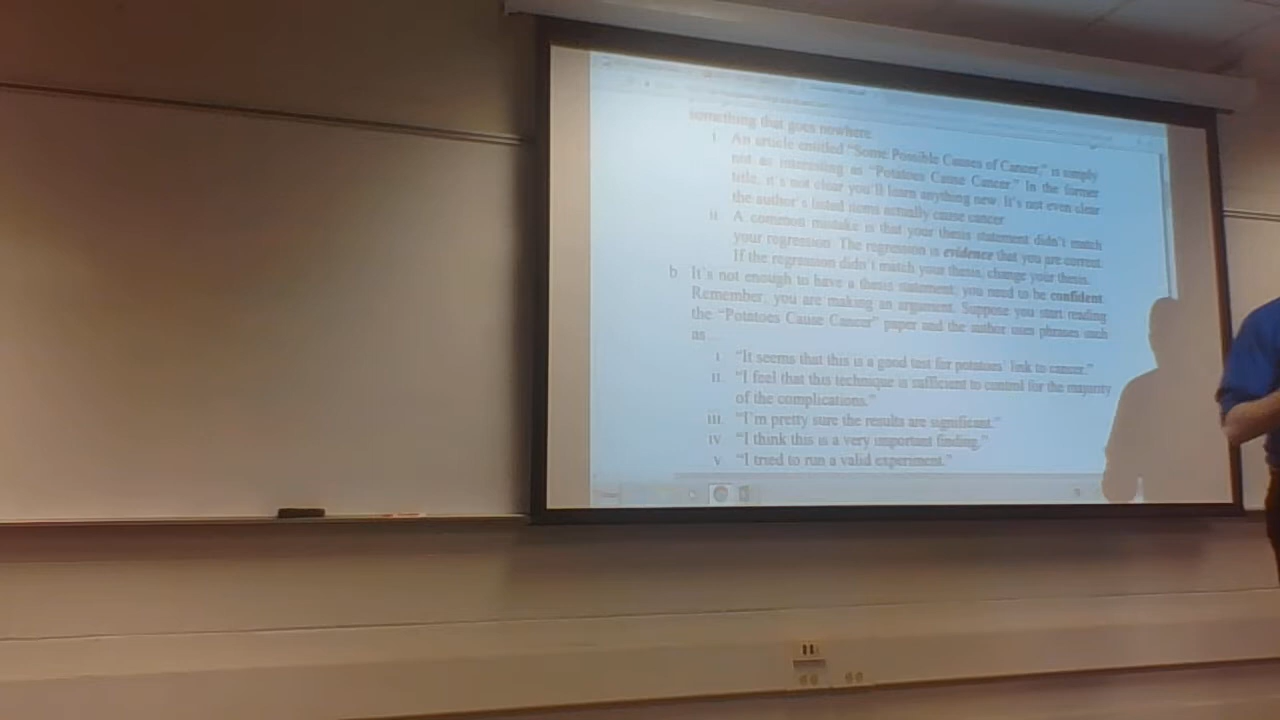 something that goes nowhere.
i. An article entitled "Some Possible Causes of Cancer," is simply
not as interesting as "Potatoes Cause Cancer." In the former
title, it's not clear you'll learn anything new. It's not even clear
the author's listed items actually cause cancer.
ii. A common mistake is that your thesis statement didn't match
your regression. The regression is evidence that you are correct.
If the regression didn't match your thesis, change your thesis.
b. It's not enough to have a thesis statement, you need to be confident.
Remember, you are making an argument. Suppose you start reading
the "Potatoes Cause Cancer" paper and the author uses phrases such
as
i. "It seems that this is a good test for potatoes' link to cancer."
ii. "I feel that this technique is sufficient to control for the majority
of the complications."
iii. "I'm pretty sure the results are significant."
iv. "I think this is a very important finding."
v. "I tried to run a valid experiment."